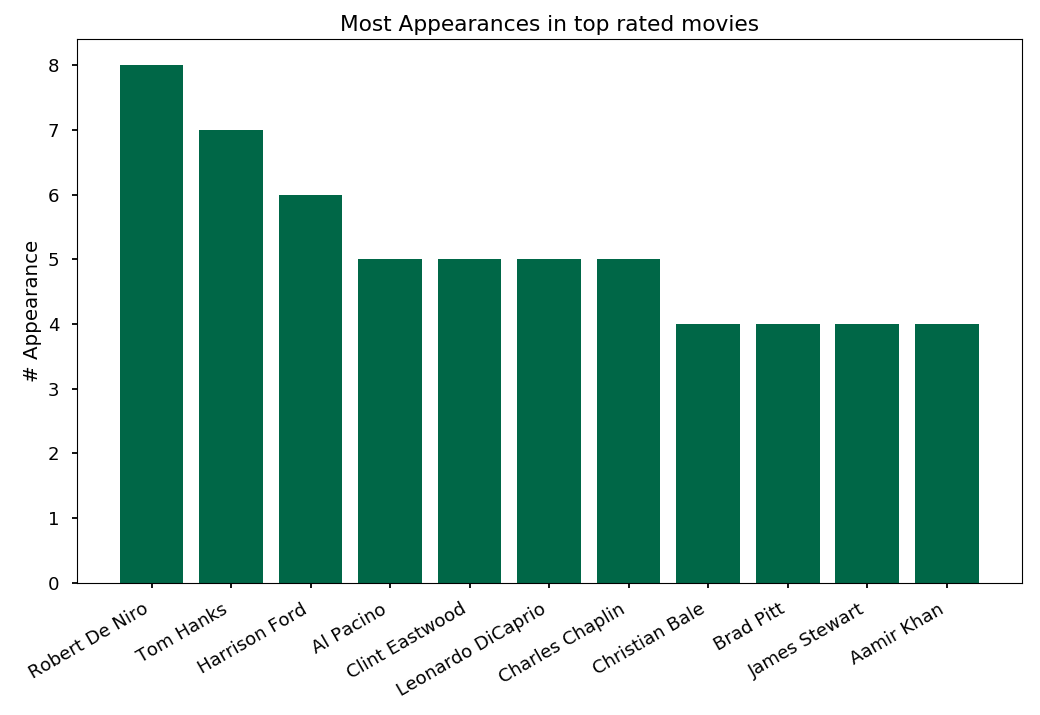 Most Appearances in top rated movies
# Appearance
8
7
6
5
4
3
2
1
0
Robert De Niro
Tom Hanks
Harrison Ford
Al Pacino
Clint Eastwood
Leonardo DiCaprio
Charles Chaplin
Christian Bale
Brad Pitt
James Stewart
Aamir Khan